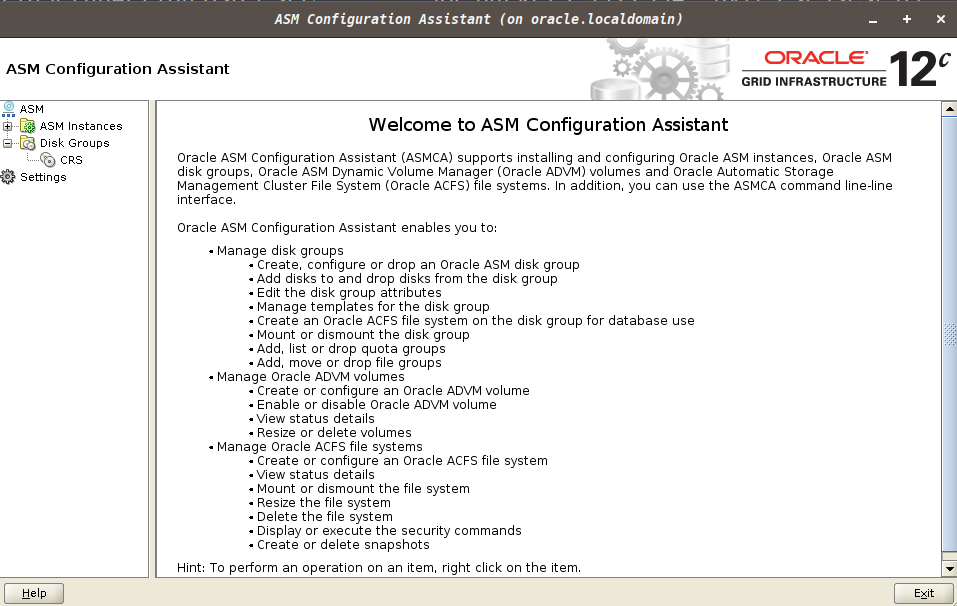 ASM Configuration Assistant (on oracle.localdomain)
ASM Configuration Assistant
ORACLE®
GRID INFRASTRUCTURE
12c
ASM
ASM Instances
Disk Groups
CRS
Settings
Welcome to ASM Configuration Assistant
Oracle ASM Configuration Assistant (ASMCA) supports installing and configuring Oracle ASM instances, Oracle ASM
disk groups, Oracle ASM Dynamic Volume Manager (Oracle ADVM) volumes and Oracle Automatic Storage
Management Cluster File System (Oracle ACFS) file systems. In addition, you can use the ASMCA command line-line
interface.
Oracle ASM Configuration Assistant enables you to:
• Manage disk groups
• Create, configure or drop an Oracle ASM disk group
• Add disks to and drop disks from the disk group
• Edit the disk group attributes
• Manage templates for the disk group
• Create an Oracle ACFS file system on the disk group for database use
• Mount or dismount the disk group
• Add, list or drop quota groups
• Add, move or drop file groups
• Manage Oracle ADVM volumes
• Create or configure an Oracle ADVM volume
• Enable or disable Oracle ADVM volume
• View status details
• Resize or delete volumes
• Manage Oracle ACFS file systems
• Create or configure an Oracle ACFS file system
• View status details
• Mount or dismount the file system
• Resize the file system
• Delete the file system
• Display or execute the security commands
• Create or delete snapshots
Hint: To perform an operation on an item, right click on the item.
Help
Exit